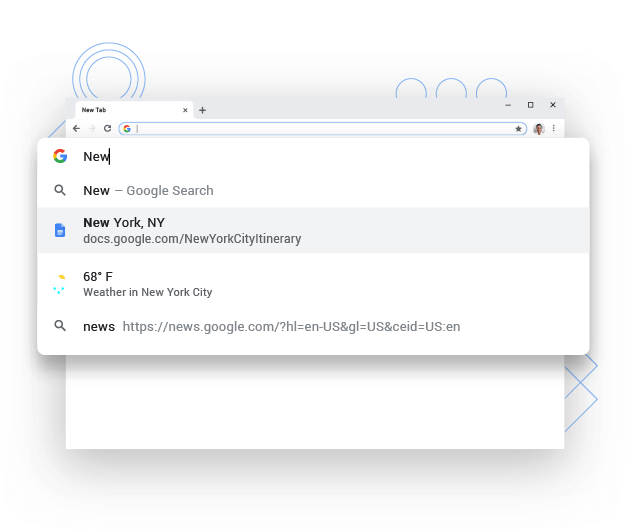 New Tab
New
New – Google Search
New York, NY
docs.google.com/NewYorkCityItinerary
68° F
Weather in New York City
news https://news.google.com/?hl=en-US&gl=US&ceid=US:en